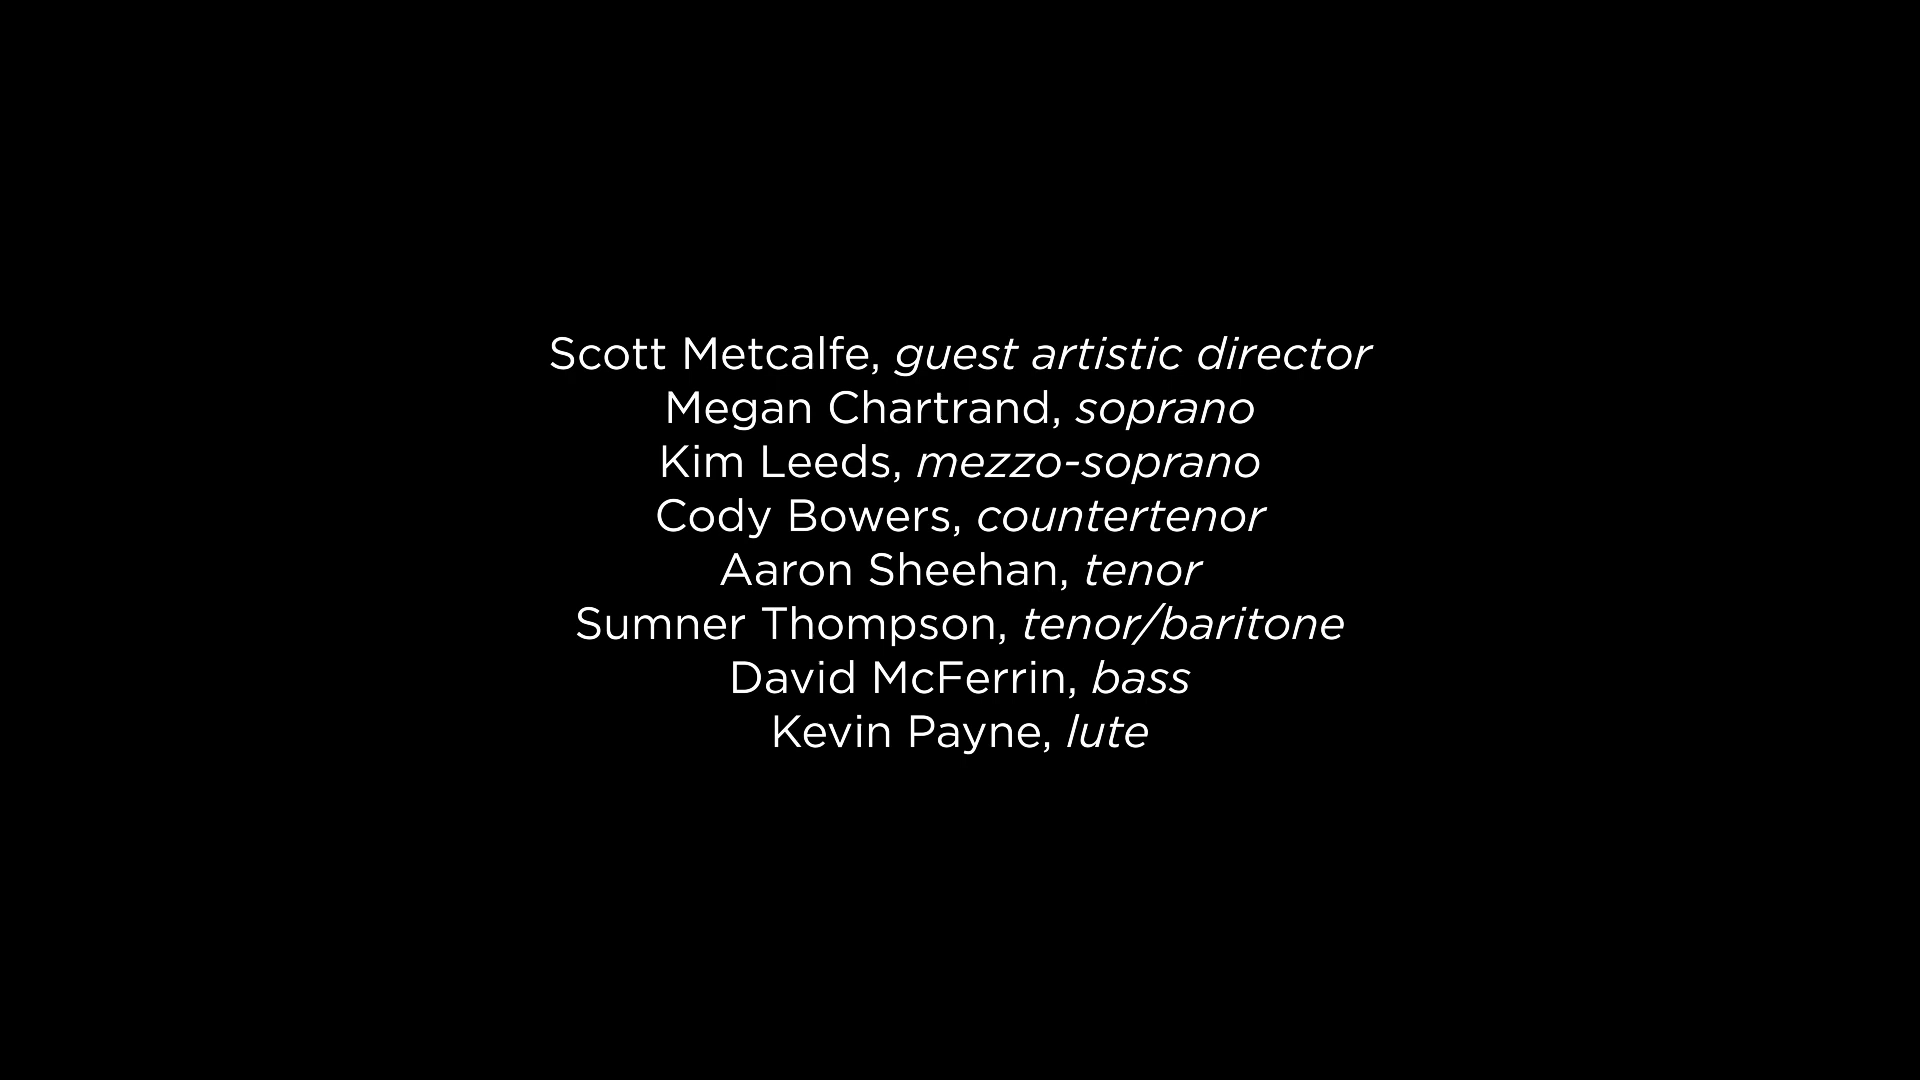 Scott Metcalfe, guest artistic director
Megan Chartrand, soprano
Kim Leeds, mezzo-soprano
Cody Bowers, countertenor
Aaron Sheehan, tenor
Sumner Thompson, tenor/baritone
David McFerrin, bass
Kevin Payne, lute